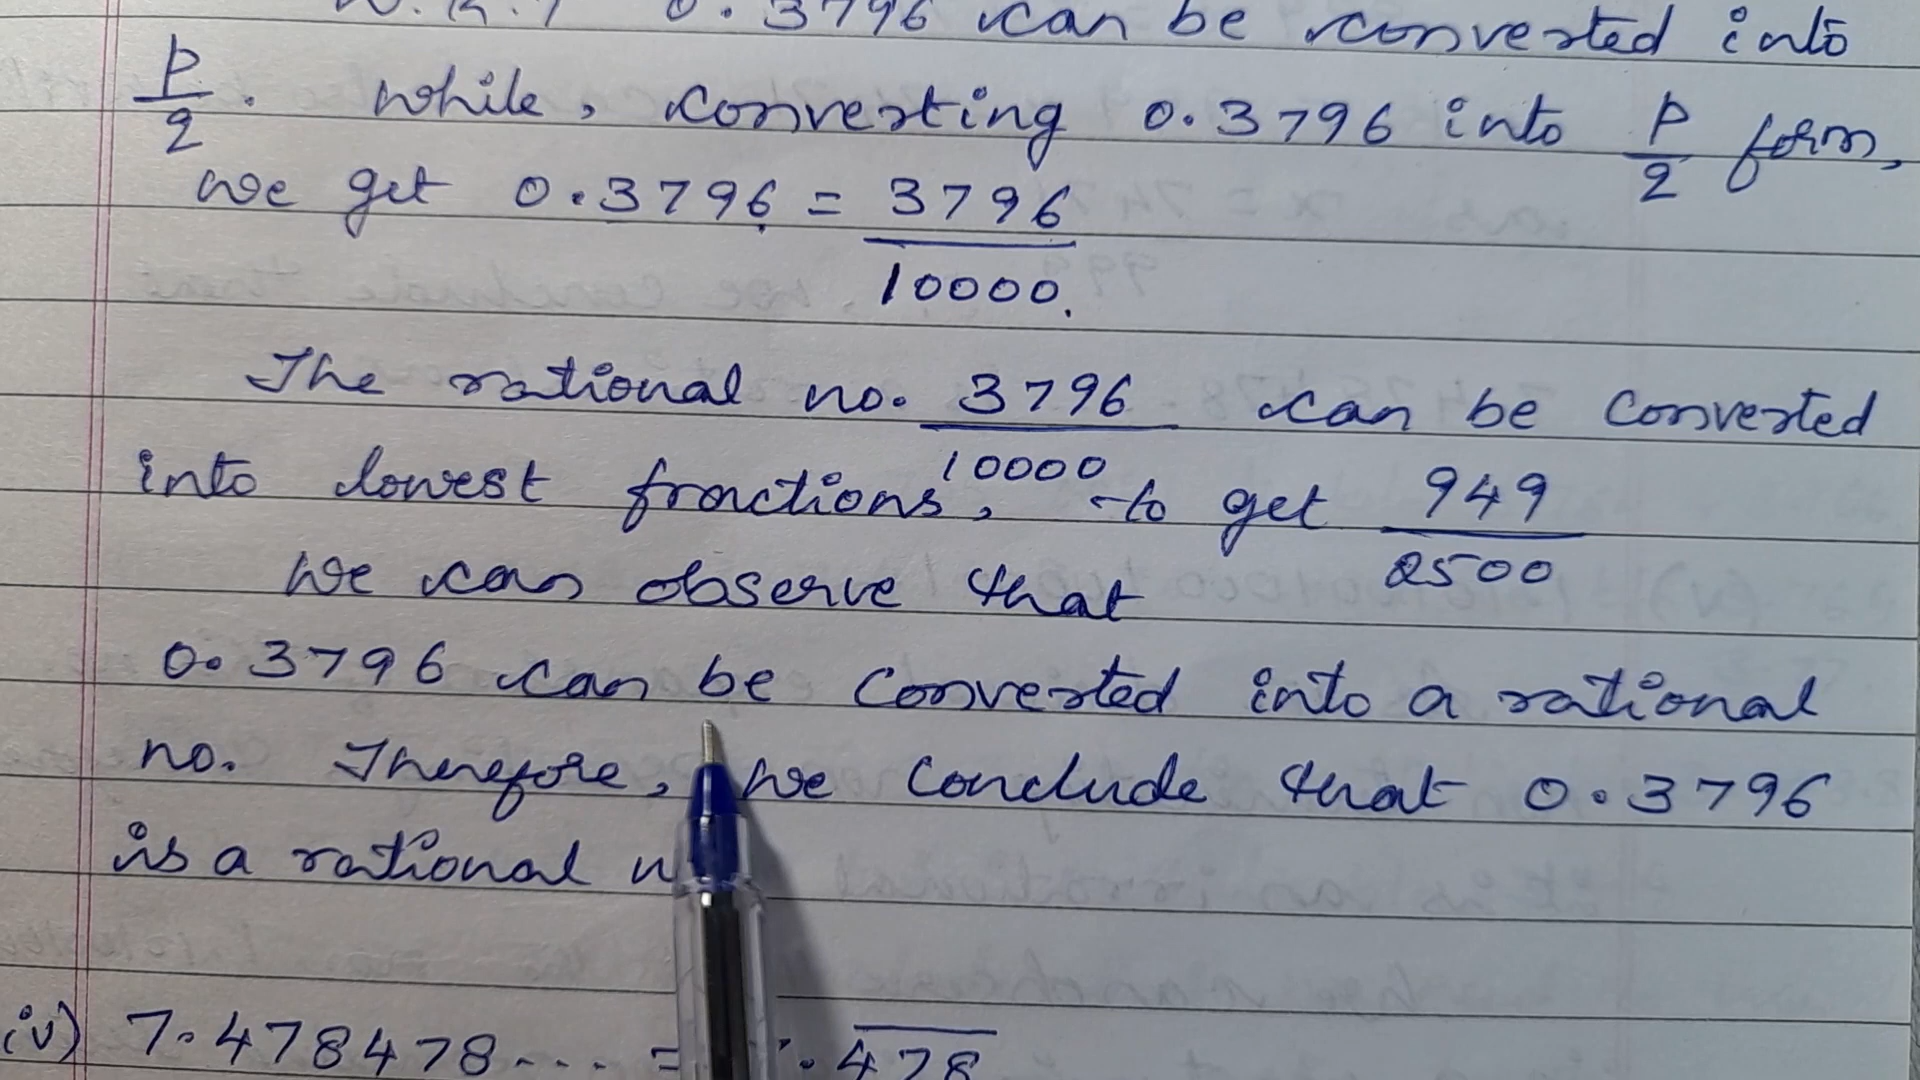 0.3796 can be converted into
p/q. while, converting 0.3796 into p/q form,
we get 0.3796 = 3796/10000.
The rational no. 3796/10000 can be converted
into lowest fractions, to get 949/2500
we can observe that
0.3796 can be converted into a rational
no. Therefore, we conclude that 0.3796
is a rational
iv) 7.478478... = .478̅